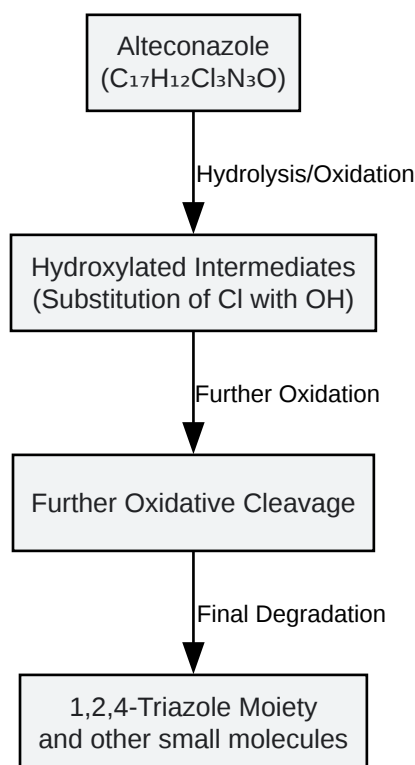 Alteconazole
(C₁₇H₁₂Cl₃N₃O)
Hydrolysis/Oxidation
Hydroxylated Intermediates
(Substitution of Cl with OH)
Further Oxidation
Further Oxidative Cleavage
Final Degradation
1,2,4-Triazole Moiety
and other small molecules